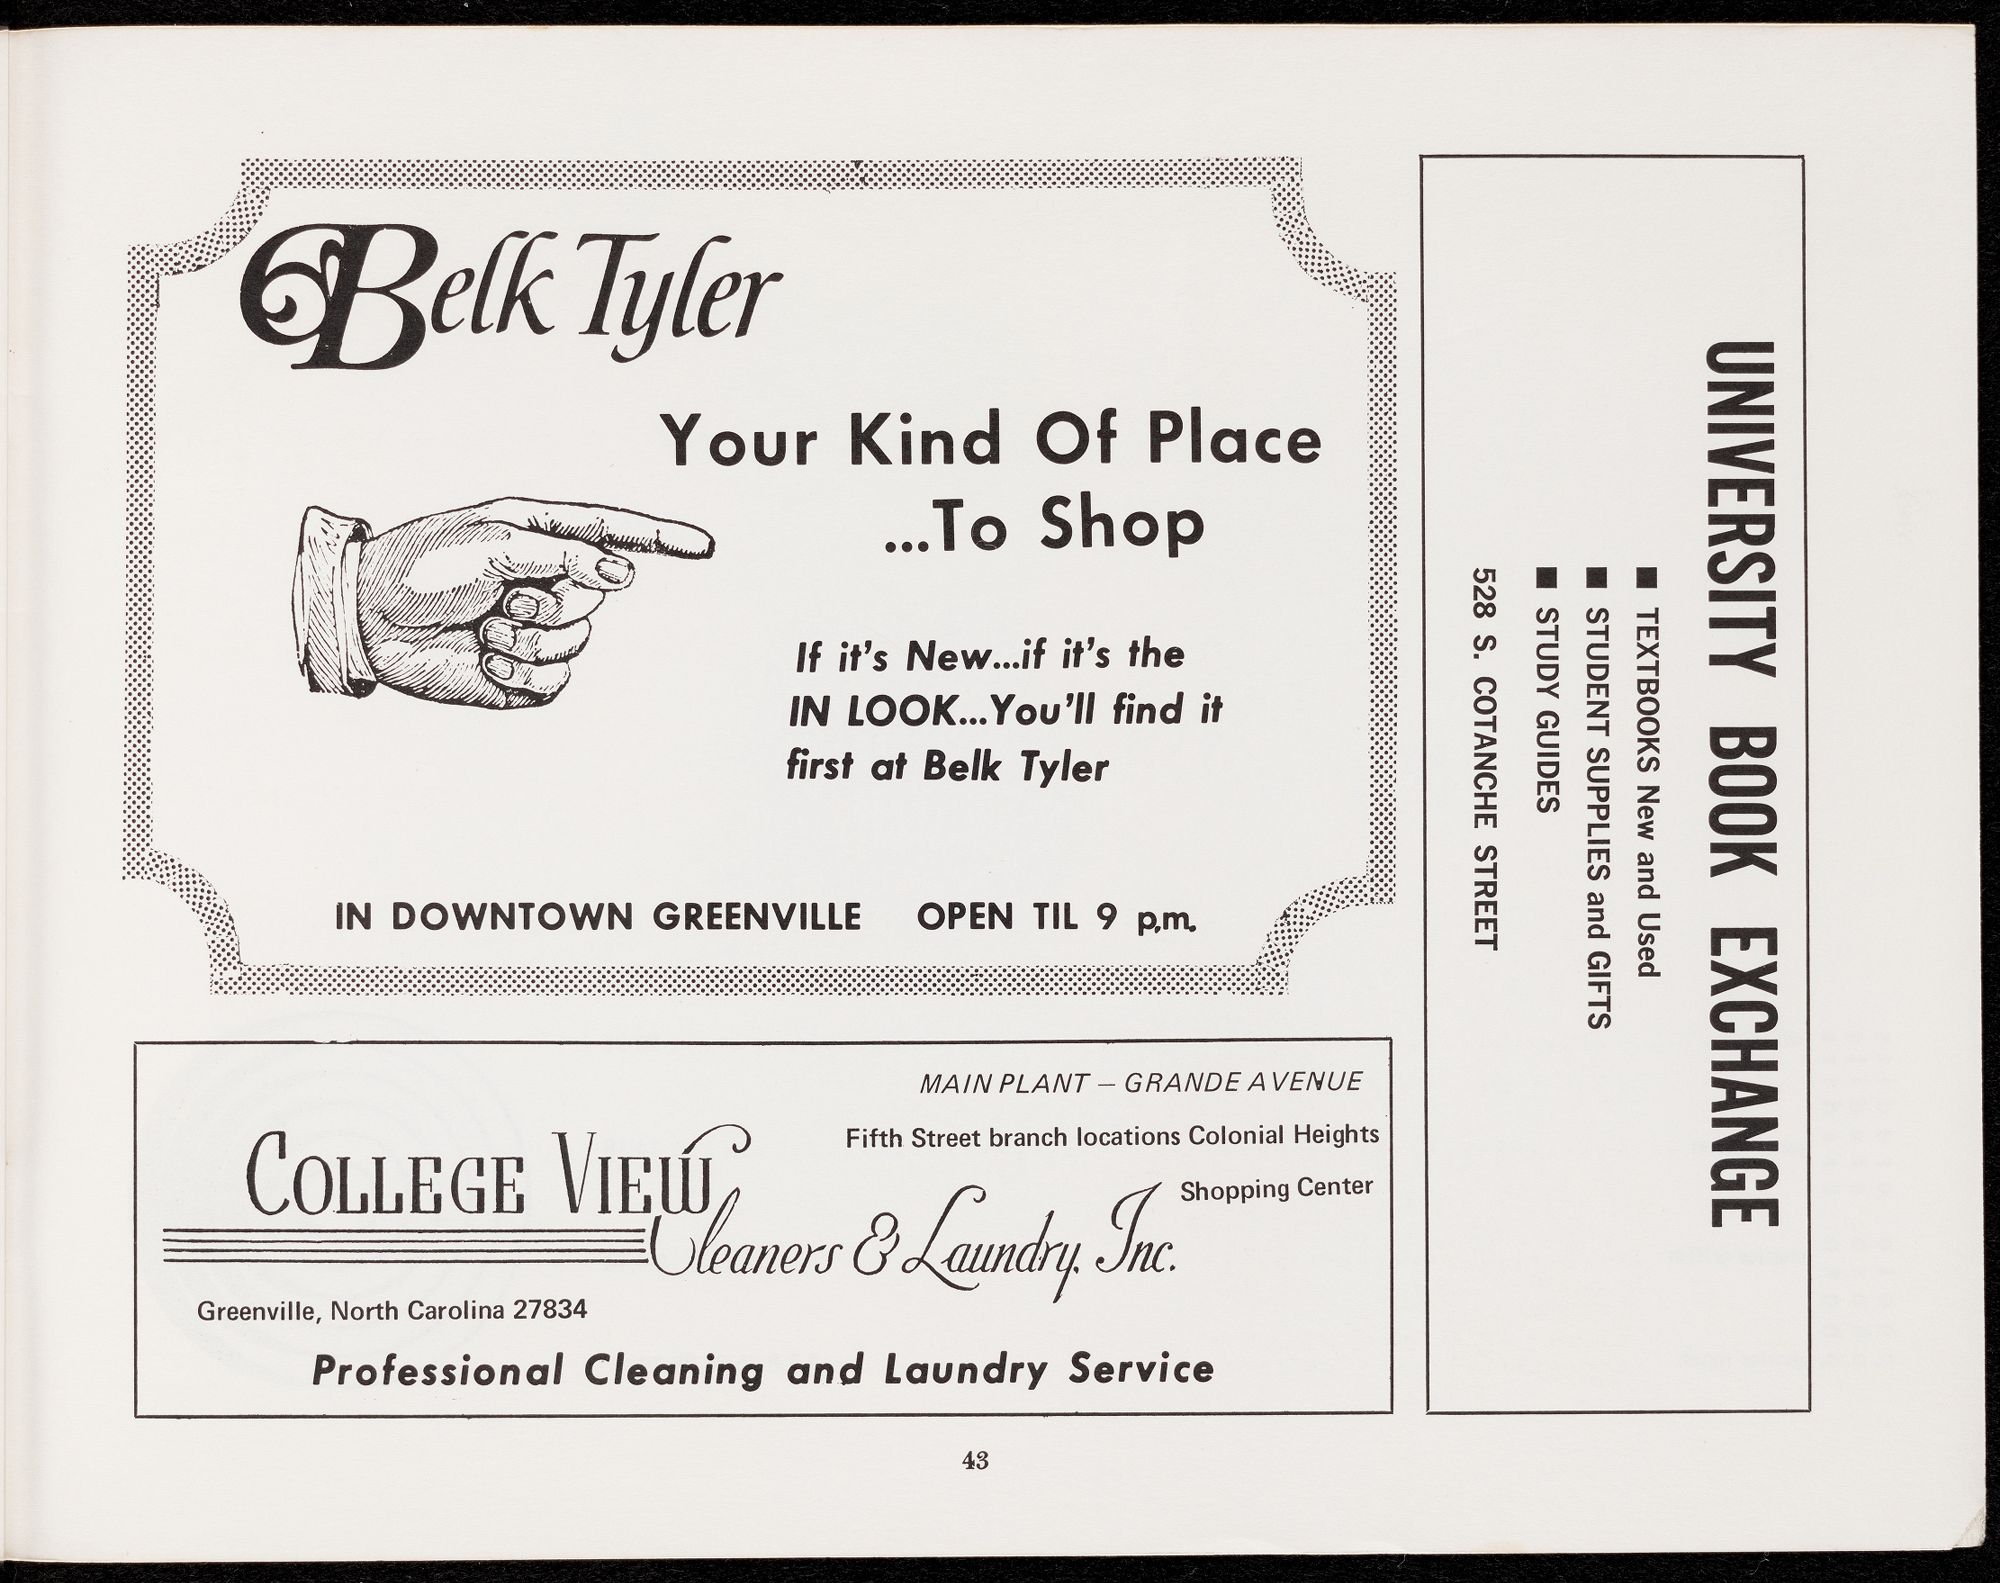 Belk Tyler
Your Kind Of Place
...To Shop
If it's New...if it's the
IN LOOK...You'll find it
first at Belk Tyler
IN DOWNTOWN GREENVILLE OPEN TIL 9 p.m.
MAIN PLANT – GRANDE AVENUE
Fifth Street branch locations Colonial Heights
Shopping Center
COLLEGE VIEW
Cleaners & Laundry, Inc.
Greenville, North Carolina 27834
Professional Cleaning and Laundry Service
UNIVERSITY BOOK EXCHANGE
■ TEXTBOOKS New and Used
■ STUDENT SUPPLIES and GIFTS
■ STUDY GUIDES
528 S. COTANCHE STREET
43